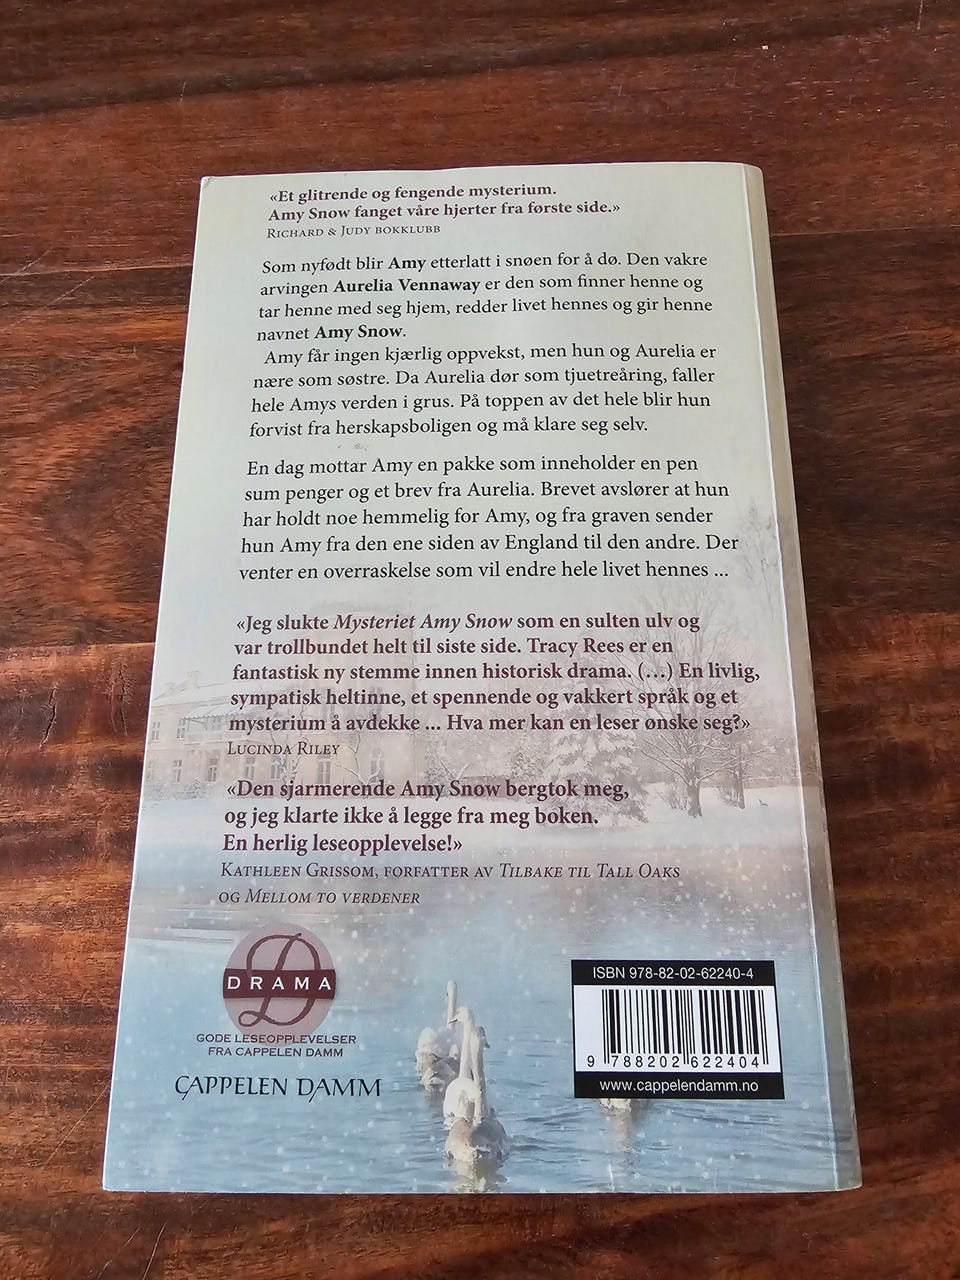 «Et glitrende og fengende mysterium.
Amy Snow fanget våre hjerter fra første side.»
RICHARD & JUDY BOKKLUBB
Som nyfødt blir Amy etterlatt i snøen for å dø. Den vakre
arvingen Aurelia Vennaway er den som finner henne og
tar henne med seg hjem, redder livet hennes og gir henne
navnet Amy Snow.
Amy får ingen kjærlig oppvekst, men hun og Aurelia er
nære som søstre. Da Aurelia dør som tjuetreåring, faller
hele Amys verden i grus. På toppen av det hele blir hun
forvist fra herskapsboligen og må klare seg selv.
En dag mottar Amy en pakke som inneholder en pen
sum penger og et brev fra Aurelia. Brevet avslører at hun
har holdt noe hemmelig for Amy, og fra graven sender
hun Amy fra den ene siden av England til den andre. Der
venter en overraskelse som vil endre hele livet hennes ...
«Jeg slukte Mysteriet Amy Snow som en sulten ulv og
var trollbundet helt til siste side. Tracy Rees er en
fantastisk ny stemme innen historisk drama. (...) En livlig,
sympatisk heltinne, et spennende og vakkert språk og et
mysterium å avdekke ... Hva mer kan en leser ønske seg?»
LUCINDA RILEY
«Den sjarmerende Amy Snow bergtok meg,
og jeg klarte ikke å legge fra meg boken.
En herlig leseopplevelse!»
KATHLEEN GRISSOM, FORFATTER AV TILBAKE TIL TALL OAKS
OG MELLOM TO VERDENER
D
DRAMA
GODE LESEOPPLEVELSER
FRA CAPPELEN DAMM
CAPPELEN DAMM
ISBN 978-82-02-62240-4
9 788202 622404
www.cappelendamm.no